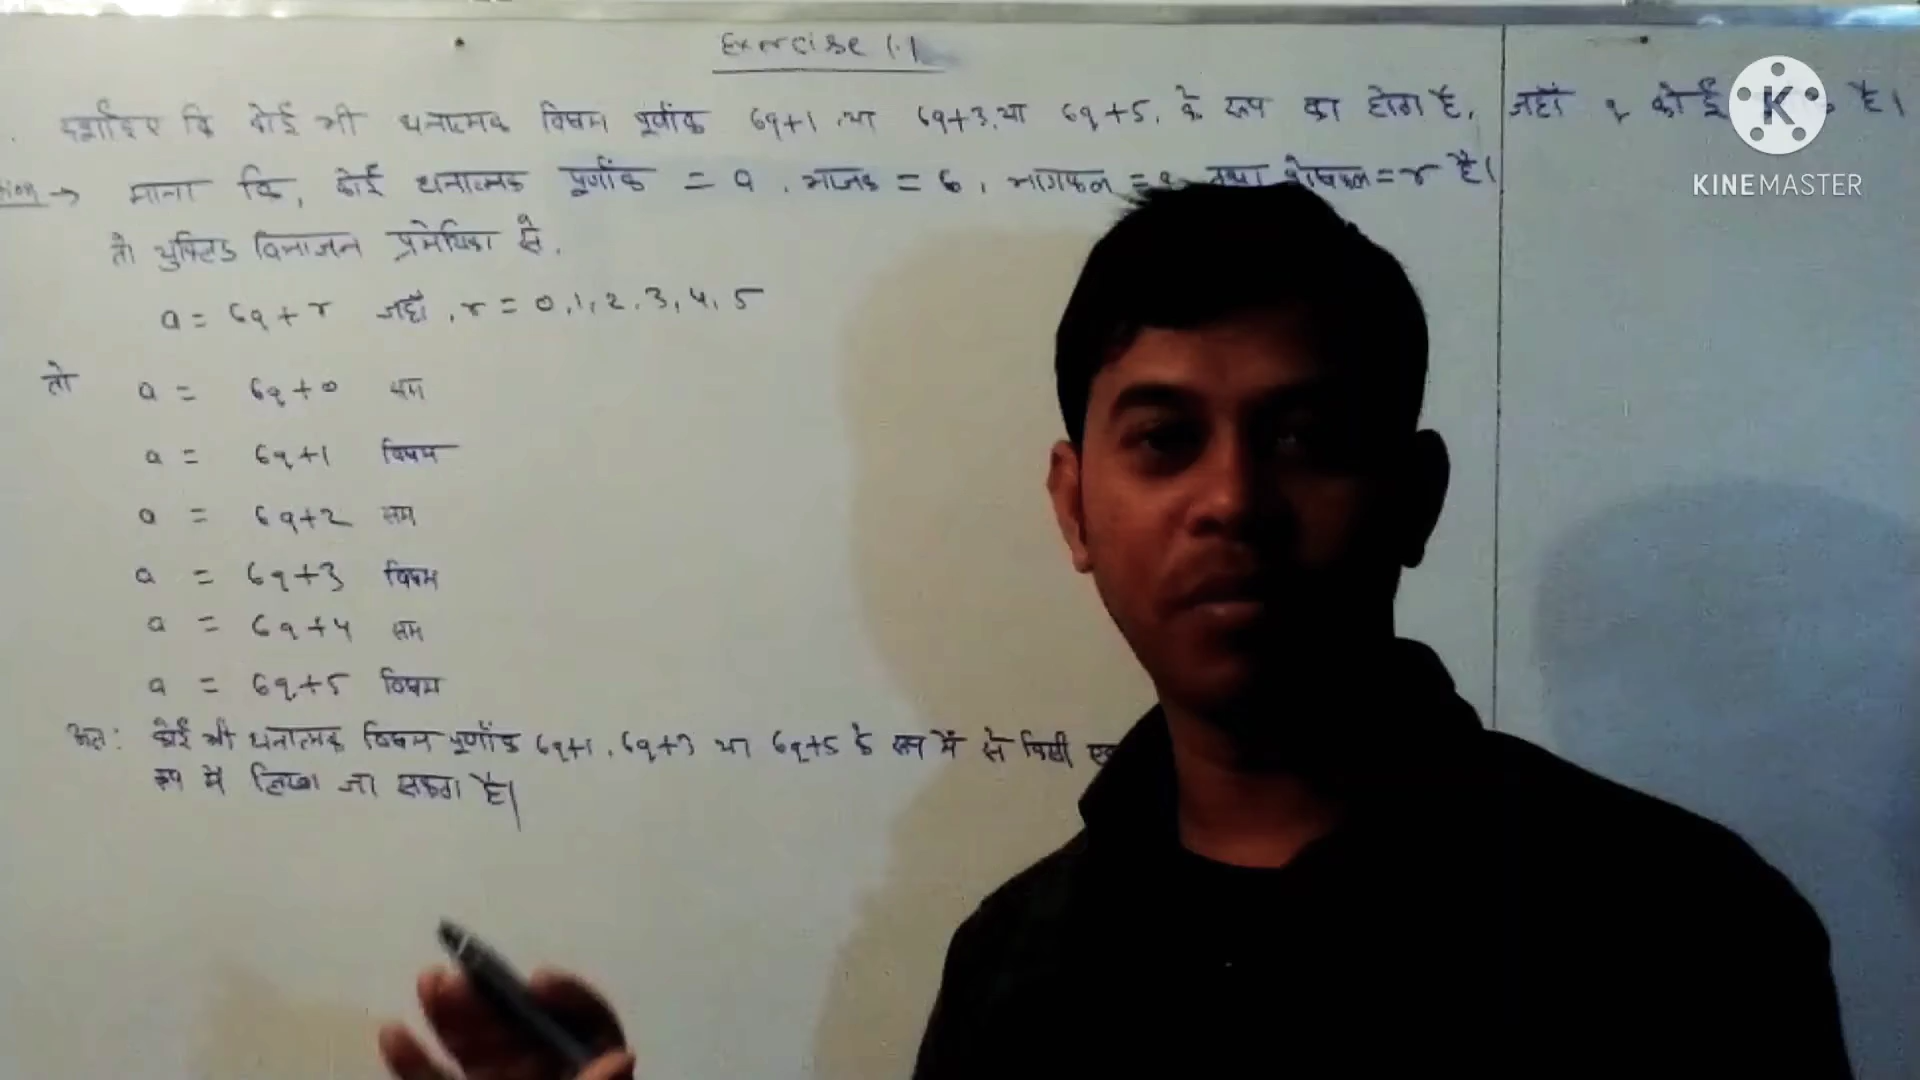 Exercise 1.1
दर्शाइए कि कोई भी धनात्मक विषम पूर्णांक 6q+1, या 6q+3, या 6q+5, के रूप का होता है, जहाँ q कोई है।
→ माना कि, कोई धनात्मक पूर्णांक = a, भाजक = 6, भागफल = q तथा शेषफल = r है।
तो युक्लिड विभाजन प्रमेयिका से,
a = 6q + r जहाँ, r = 0, 1, 2, 3, 4, 5
तो a = 6q+0 सम
a = 6q+1 विषम
a = 6q+2 सम
a = 6q+3 विषम
a = 6q+4 सम
a = 6q+5 विषम
अतः कोई भी धनात्मक विषम पूर्णांक 6q+1, 6q+3 या 6q+5 के रूप में से किसी एक
रूप में लिखा जा सकता है।
K
KINEMASTER